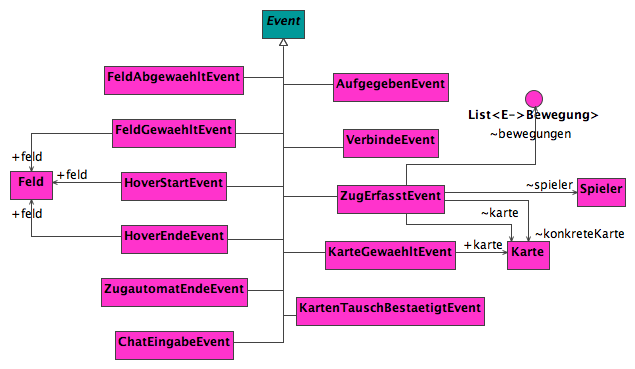 Event
FeldAbgewaehltEvent
AufgegebenEvent
List<E->Bewegung>
FeldGewaehltEvent
VerbindeEvent
~bewegungen
+feld
+feld
Feld
HoverStartEvent
ZugErfasstEvent
~spieler
Spieler
+feld
~karte
~konkreteKarte
HoverEndeEvent
KarteGewaehltEvent
+karte
Karte
ZugautomatEndeEvent
KartenTauschBestaetigtEvent
ChatEingabeEvent